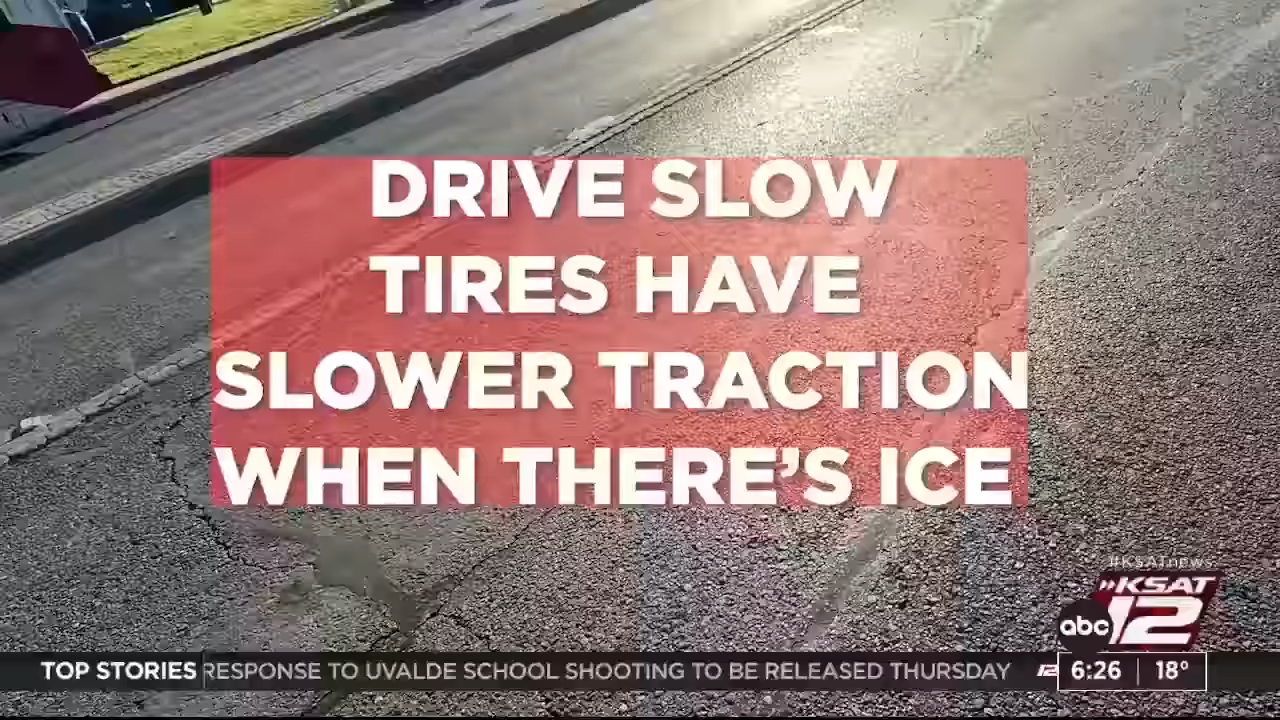 DRIVE SLOW
TIRES HAVE
SLOWER TRACTION
WHEN THERE'S ICE
#KSATnews
KSAT
abc 12
TOP STORIES RESPONSE TO UVALDE SCHOOL SHOOTING TO BE RELEASED THURSDAY 12 6:26 18°